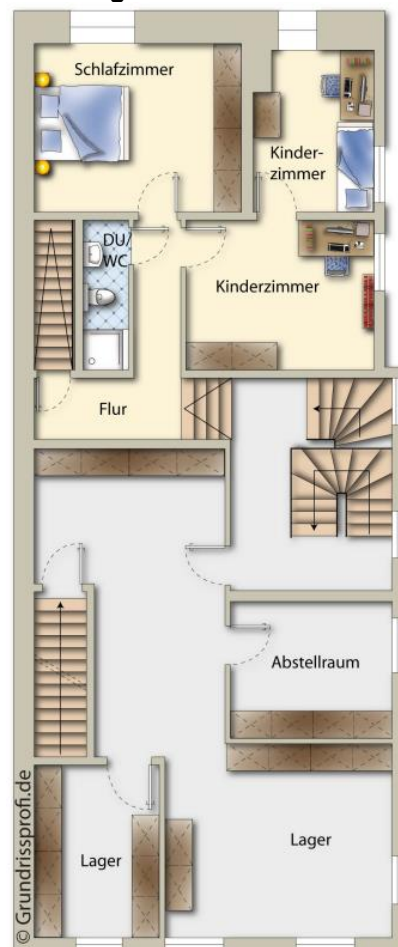 Schlafzimmer
Kinder-
zimmer
DU/
WC
Kinderzimmer
Flur
Abstellraum
Lager
Lager
© Grundrissprofi.de